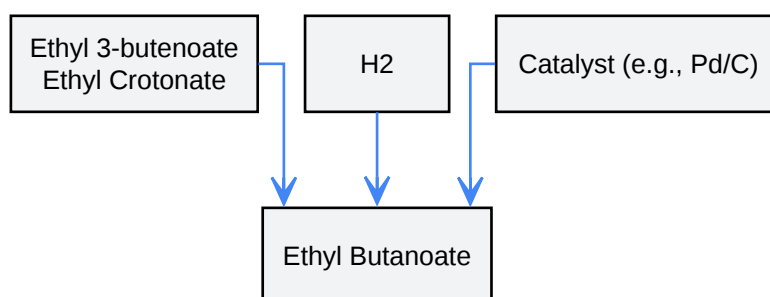 Ethyl 3-butenoate
Ethyl Crotonate
H2
Catalyst (e.g., Pd/C)
Ethyl Butanoate